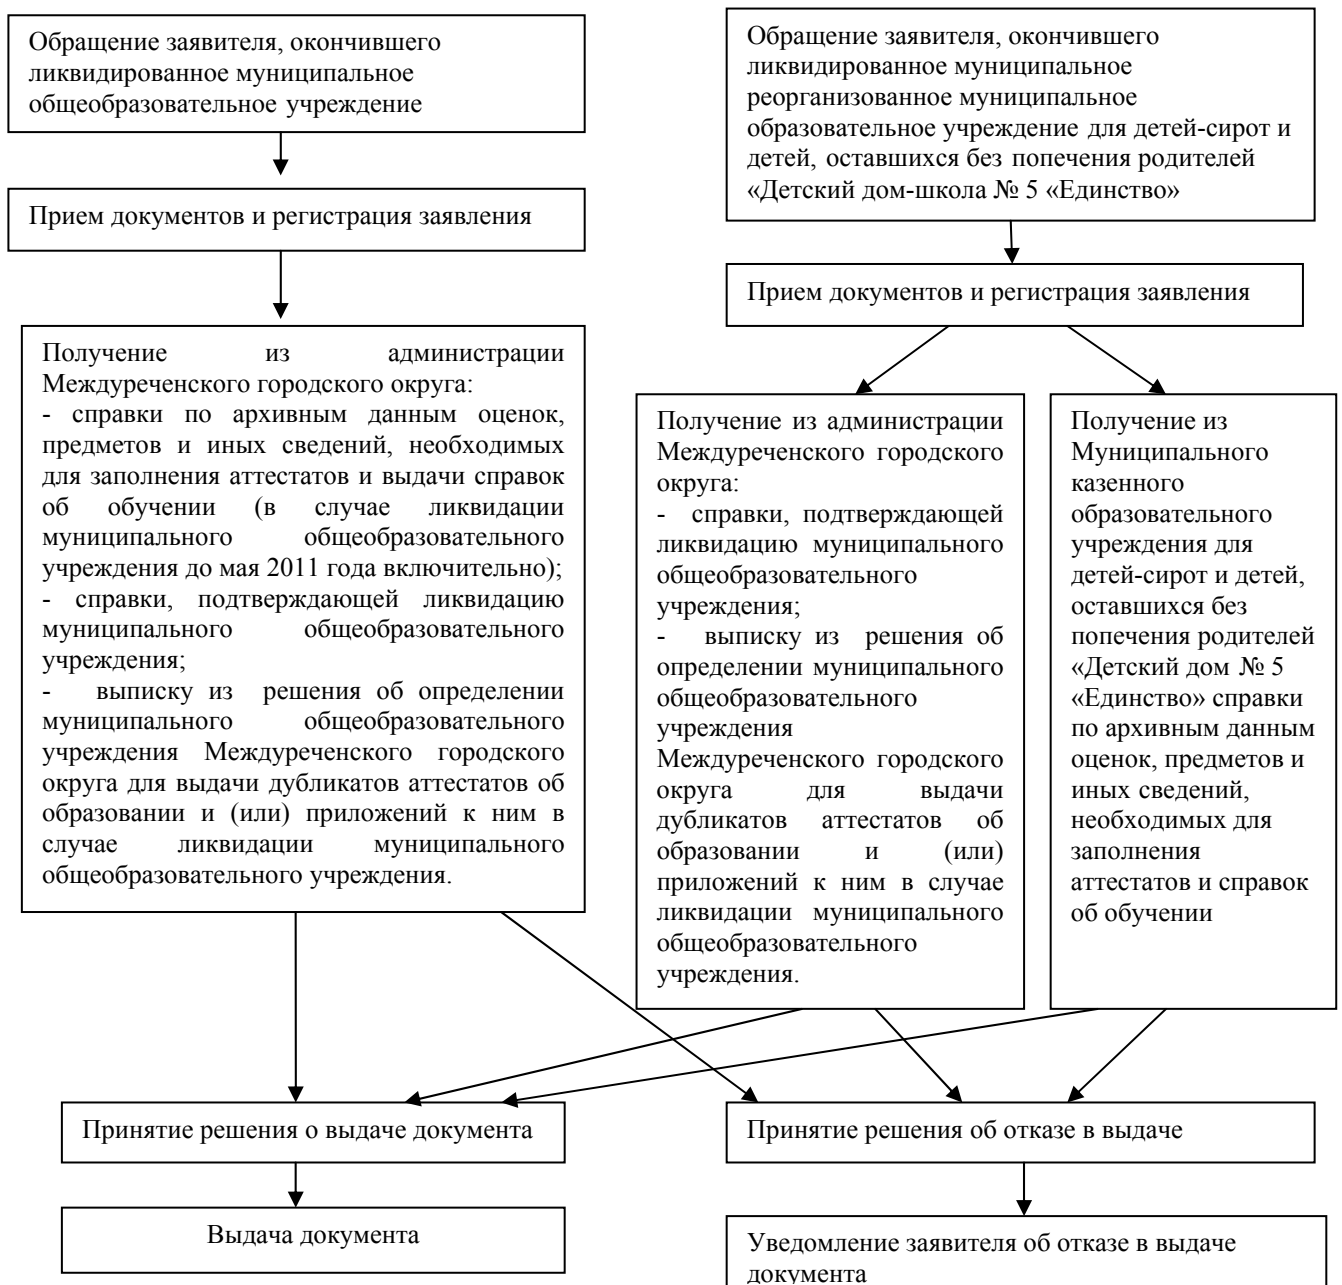 Обращение заявителя, окончившего
ликвидированное муниципальное
общеобразовательное учреждение
Прием документов и регистрация заявления
Получение из администрации
Междуреченского городского округа:
- справки по архивным данным оценок,
предметов и иных сведений, необходимых
для заполнения аттестатов и выдачи справок
об обучении (в случае ликвидации
муниципального общеобразовательного
учреждения до мая 2011 года включительно);
- справки, подтверждающей ликвидацию
муниципального общеобразовательного
учреждения;
- выписку из решения об определении
муниципального общеобразовательного
учреждения Междуреченского городского
округа для выдачи дубликатов аттестатов об
образовании и (или) приложений к ним в
случае ликвидации муниципального
общеобразовательного учреждения.
Обращение заявителя, окончившего
ликвидированное муниципальное
реорганизованное муниципальное
образовательное учреждение для детей-сирот и
детей, оставшихся без попечения родителей
«Детский дом-школа № 5 «Единство»
Прием документов и регистрация заявления
Получение из администрации
Междуреченского городского
округа:
- справки, подтверждающей
ликвидацию муниципального
общеобразовательного
учреждения;
- выписку из решения об
определении муниципального
общеобразовательного
учреждения
Междуреченского городского
округа для выдачи
дубликатов аттестатов об
образовании и (или)
приложений к ним в случае
ликвидации муниципального
общеобразовательного
учреждения.
Получение из
Муниципального
казенного
образовательного
учреждения для
детей-сирот и детей,
оставшихся без
попечения родителей
«Детский дом № 5
«Единство» справки
по архивным данным
оценок, предметов и
иных сведений,
необходимых для
заполнения
аттестатов и справок
об обучении
Принятие решения о выдаче документа
Выдача документа
Принятие решения об отказе в выдаче
Уведомление заявителя об отказе в выдаче
документа